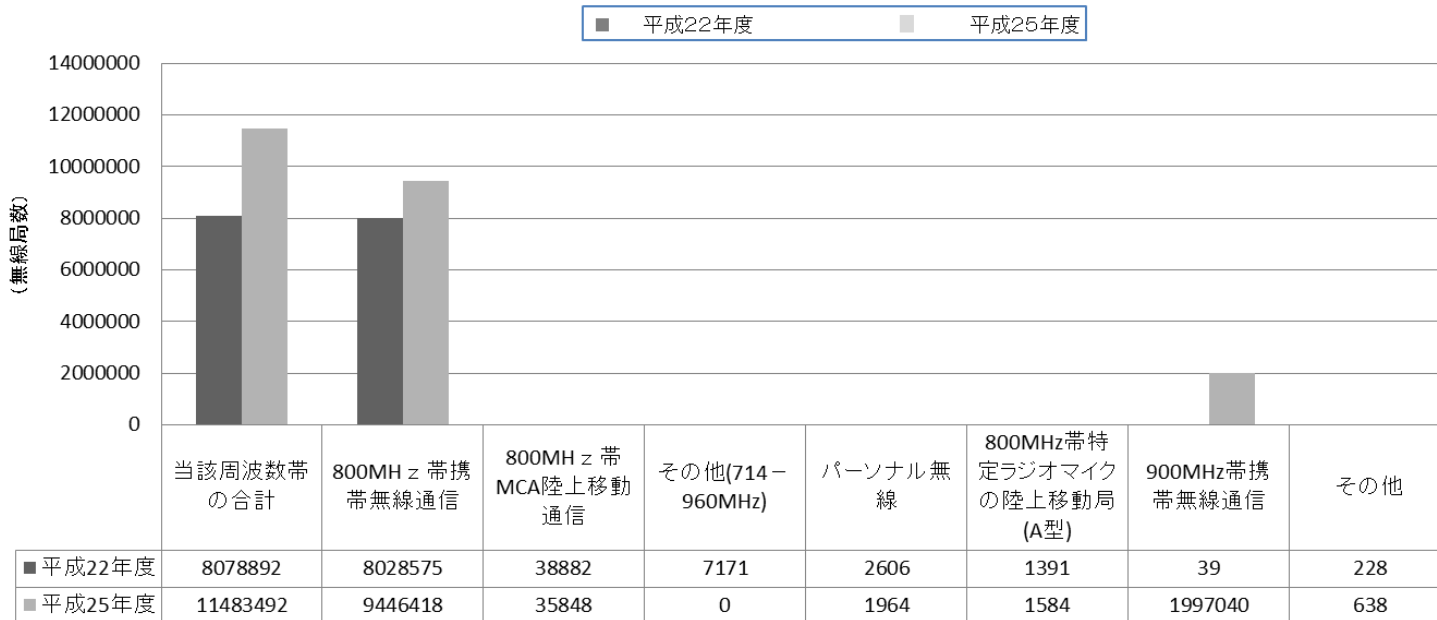 ■ 平成22年度 ■ 平成25年度
14000000
12000000
10000000
8000000
6000000
4000000
2000000
0
(無線局数)
当該周波数帯
の合計
800MHz帯携
帯無線通信
800MHz帯
MCA陸上移動
通信
その他(714－
960MHz)
パーソナル無
線
800MHz帯特
定ラジオマイク
の陸上移動局
(A型)
900MHz帯携
帯無線通信
その他
■平成22年度 8078892 8028575 38882 7171 2606 1391 39 228
■平成25年度 11483492 9446418 35848 0 1964 1584 1997040 638